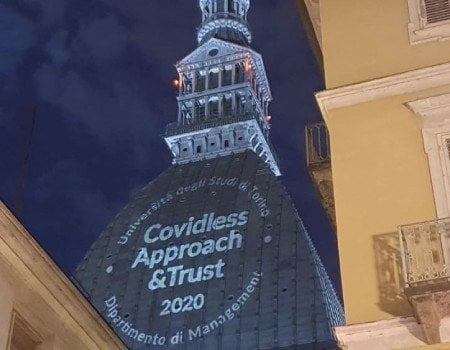 Università degli Studi di Torino
Covidless
Approach
&Trust
2020
Dipartimento di Management